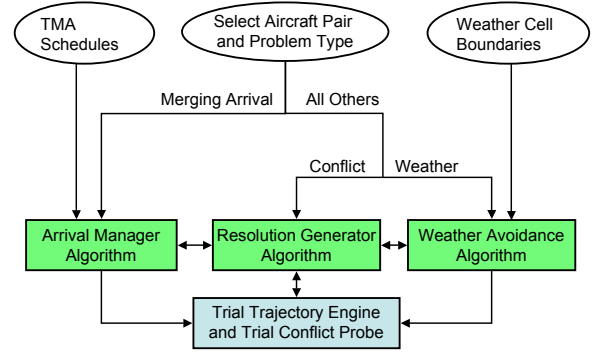 TMA
Schedules
Select Aircraft Pair
and Problem Type
Weather Cell
Boundaries
Merging Arrival
All Others
Conflict
Weather
Arrival Manager
Algorithm
Resolution Generator
Algorithm
Weather Avoidance
Algorithm
Trial Trajectory Engine
and Trial Conflict Probe